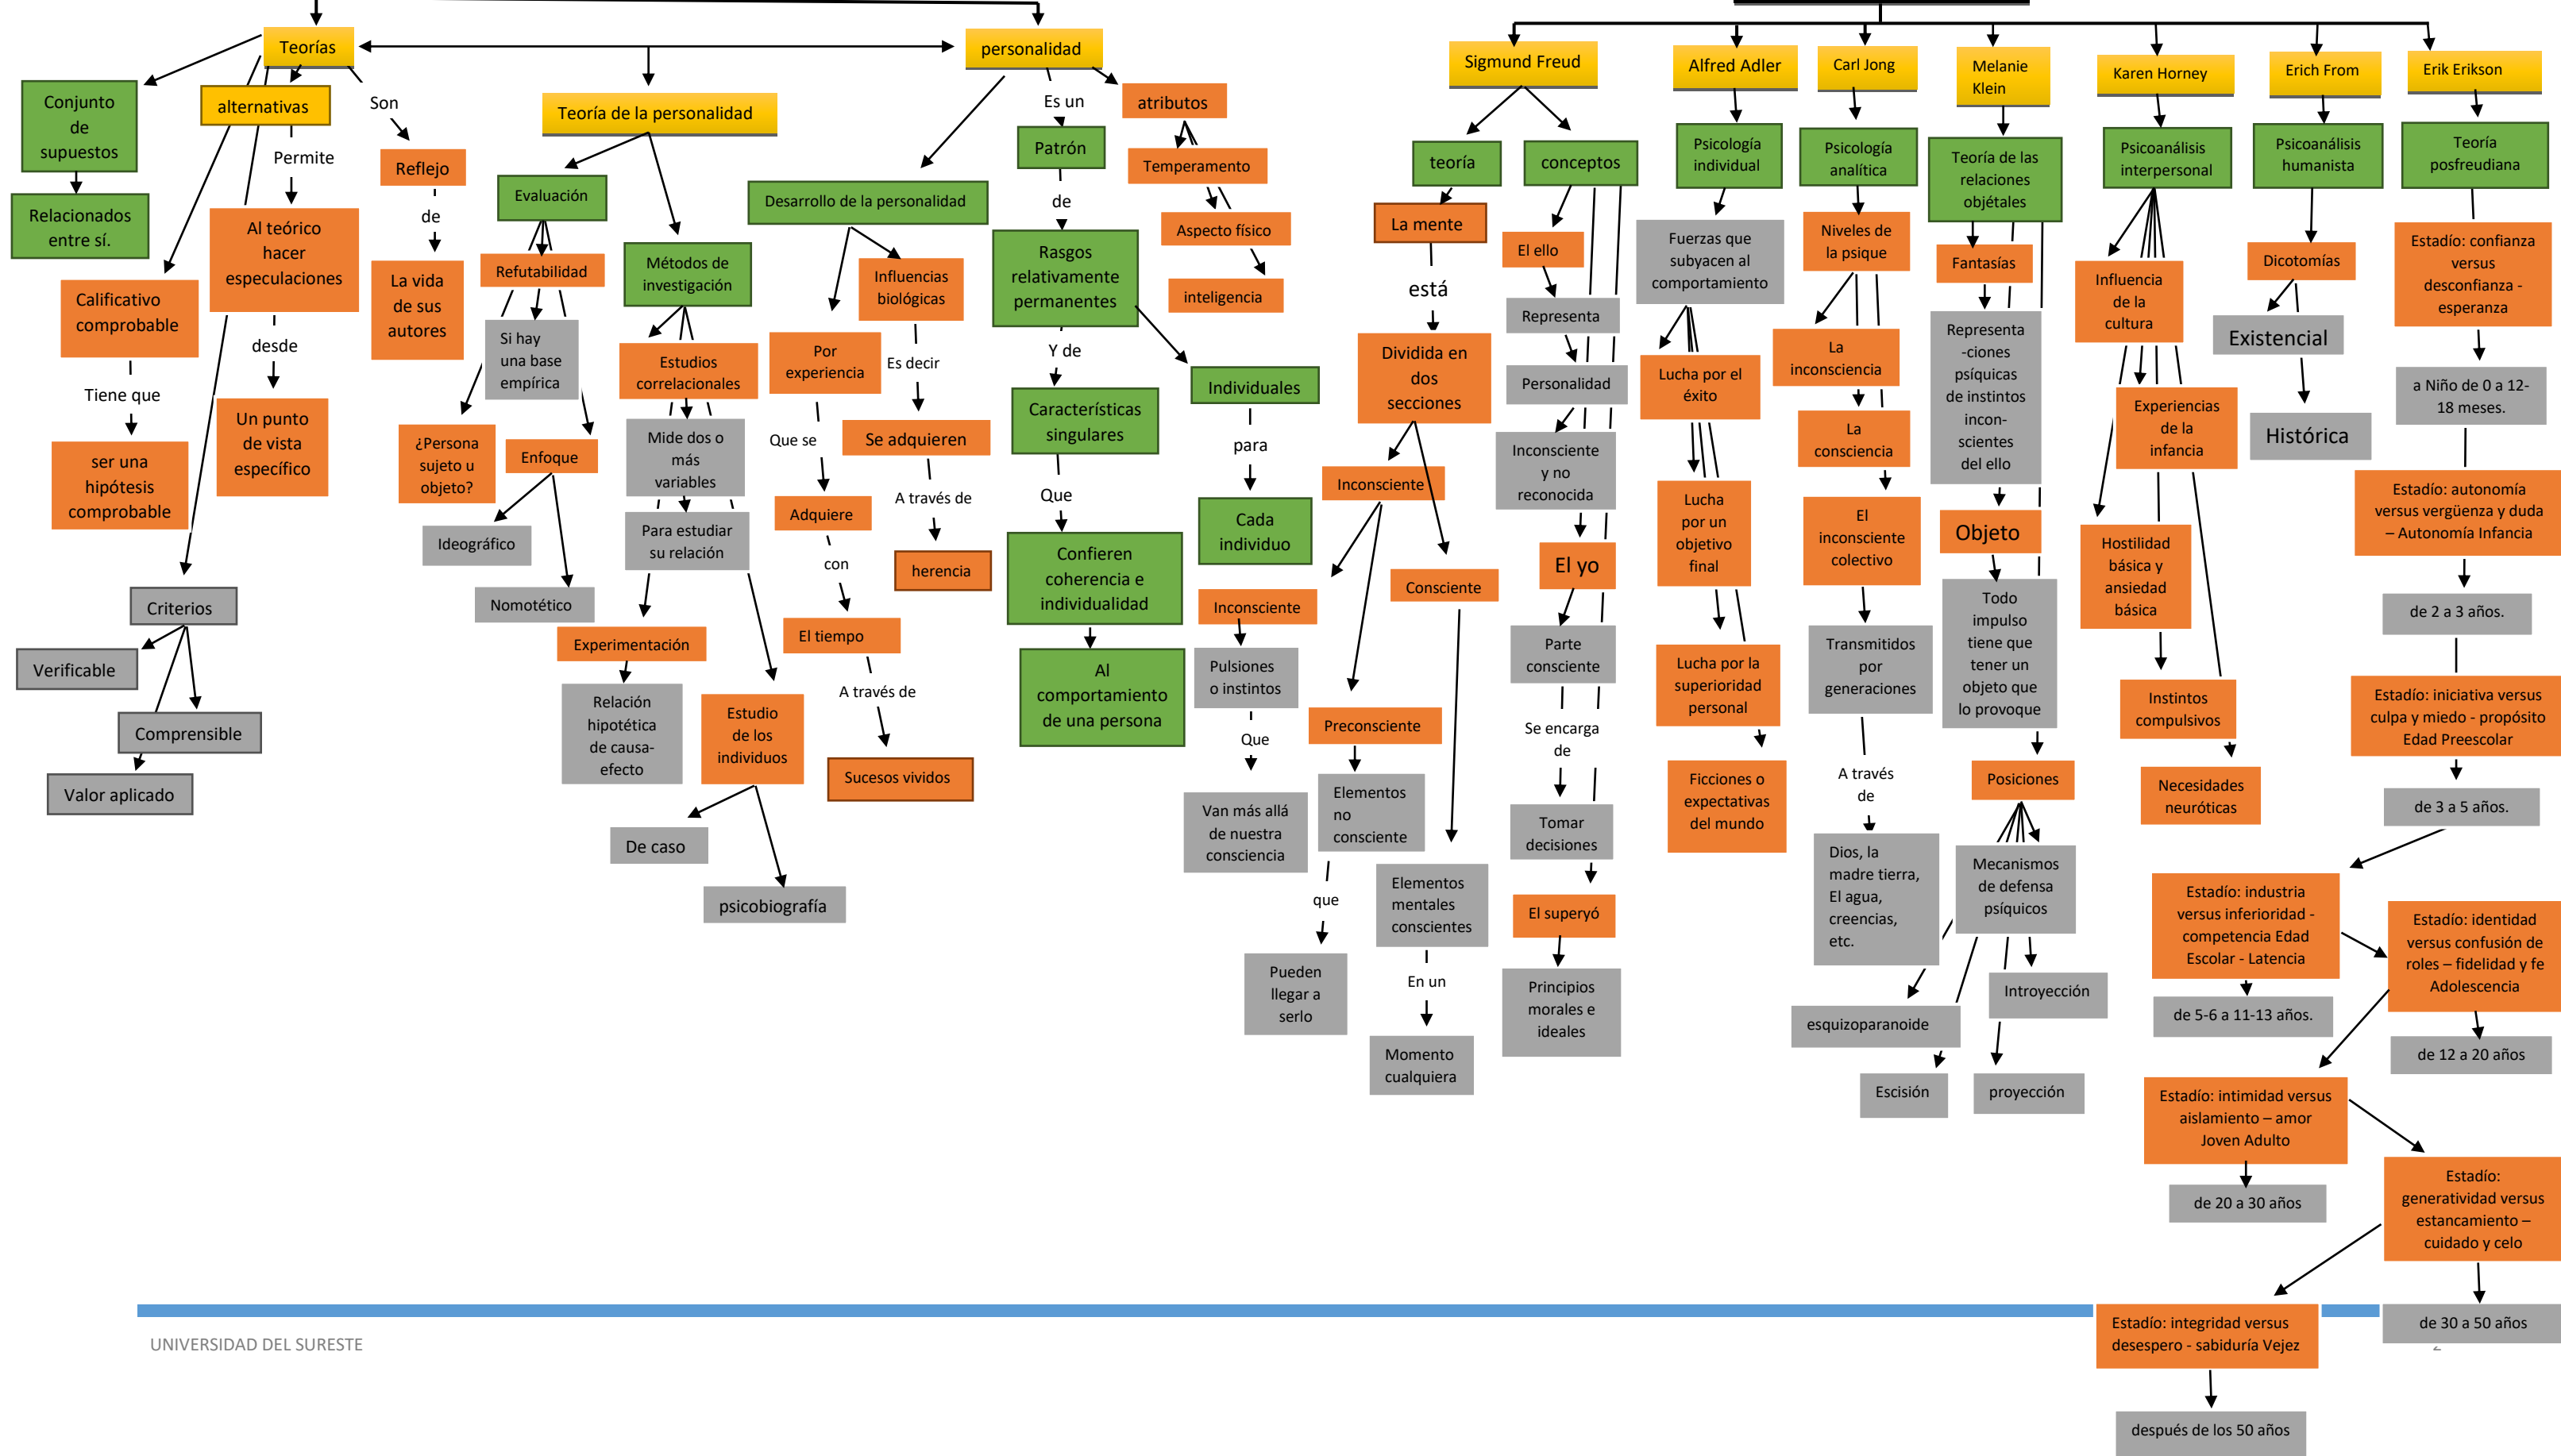 Teorías
Conjunto
de
supuestos
Relacionados
entre sí.
alternativas
Permite
Al teórico
hacer
especulaciones
desde
Un punto
de vista
específico
Calificativo
comprobable
Tiene que
ser una
hipótesis
comprobable
Criterios
Verificable
Comprensible
Valor aplicado
Son
Reflejo
de
La vida
de sus
autores
Teoría de la personalidad
Evaluación
Refutabilidad
Si hay
una base
empírica
¿Persona
sujeto u
objeto?
Enfoque
Ideográfico
Nomotético
Métodos de
investigación
Estudios
correlacionales
Mide dos o
más
variables
Para estudiar
su relación
Experimentación
Relación
hipotética
de causa-
efecto
Estudio
de los
individuos
De caso
psicobiografía
personalidad
Desarrollo de la personalidad
Por
experiencia
Que se
Adquiere
con
El tiempo
A través de
Sucesos vividos
Influencias
biológicas
Es decir
Se adquieren
A través de
herencia
Es un
Patrón
de
Rasgos
relativamente
permanentes
Y de
Características
singulares
Que
Confieren
coherencia e
individualidad
Al
comportamiento
de una persona
Individuales
para
Cada
individuo
atributos
Temperamento
Aspecto físico
inteligencia
Sigmund Freud
teoría
La mente
está
Dividida en
dos
secciones
Inconsciente
Inconsciente
Pulsiones
o instintos
Que
Van más allá
de nuestra
consciencia
Preconsciente
Elementos
no
consciente
que
Pueden
llegar a
serlo
Consciente
Elementos
mentales
conscientes
En un
Momento
cualquiera
conceptos
El ello
Representa
Personalidad
Inconsciente
y no
reconocida
El yo
Parte
consciente
Se encarga
de
Tomar
decisiones
El superyó
Principios
morales e
ideales
Alfred Adler
Psicología
individual
Fuerzas que
subyacen al
comportamiento
Lucha por el
éxito
Lucha
por un
objetivo
final
Lucha por la
superioridad
personal
Ficciones o
expectativas
del mundo
Carl Jong
Psicología
analítica
Niveles de
la psique
La
inconsciencia
La
consciencia
El
inconsciente
colectivo
Transmitidos
por
generaciones
A través
de
Dios, la
madre tierra,
El agua,
creencias,
etc.
Melanie
Klein
Teoría de las
relaciones
objétales
Fantasías
Representa
-ciones
psíquicas
de instintos
incon-
scientes
del ello
Objeto
Todo
impulso
tiene que
tener un
objeto que
lo provoque
Posiciones
Mecanismos
de defensa
psíquicos
Introyección
esquizoparanoide
Escisión
proyección
Karen Horney
Psicoanálisis
interpersonal
Influencia
de la
cultura
Experiencias
de la
infancia
Hostilidad
básica y
ansiedad
básica
Instintos
compulsivos
Necesidades
neuróticas
Erich From
Psicoanálisis
humanista
Dicotomías
Existencial
Histórica
Erik Erikson
Teoría
posfreudiana
Estadío: confianza
versus
desconfianza -
esperanza
a Niño de 0 a 12-
18 meses.
Estadío: autonomía
versus vergüenza y duda
– Autonomía Infancia
de 2 a 3 años.
Estadío: iniciativa versus
culpa y miedo - propósito
Edad Preescolar
de 3 a 5 años.
Estadío: industria
versus inferioridad -
competencia Edad
Escolar - Latencia
de 5-6 a 11-13 años.
Estadío: identidad
versus confusión de
roles – fidelidad y fe
Adolescencia
de 12 a 20 años
Estadío: intimidad versus
aislamiento – amor
Joven Adulto
de 20 a 30 años
Estadío:
generatividad versus
estancamiento –
cuidado y celo
de 30 a 50 años
Estadío: integridad versus
desespero - sabiduría Vejez
después de los 50 años
UNIVERSIDAD DEL SURESTE